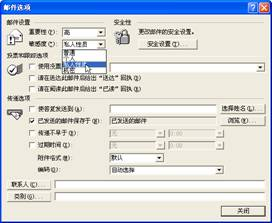 邮件选项
邮件设置
安全性
重要性(T): 高
更改邮件的安全设置。
敏感度(C): 私人性质
安全设置(T)...
普通
个人
私人性质
机密
投票和跟踪选项
使用投票
请在送达此邮件后给出“送达”回执(D)
请在阅读此邮件后给出“已读”回执(R)
传递选项
使答复发送到(A)
选择姓名(E)...
已发送的邮件保存于(B) 已发送邮件
浏览(W)...
传递不早于(D) 无 0:00
过期时间(I) 无 0:00
附件格式(M) 默认
编码(G): 自动选择
联系人(C)...
类别(G)...
关闭